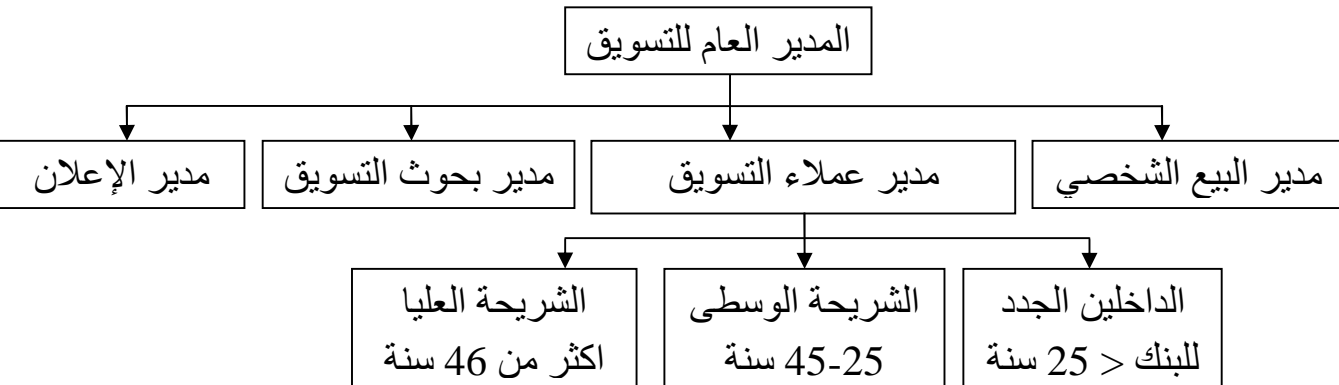 المدير العام للتسويق
مدير البيع الشخصي
مدير عملاء التسويق
مدير بحوث التسويق
مدير الإعلان
الداخلين الجدد
للبنك < 25 سنة
الشريحة الوسطى
25-45 سنة
الشريحة العليا
اكثر من 46 سنة